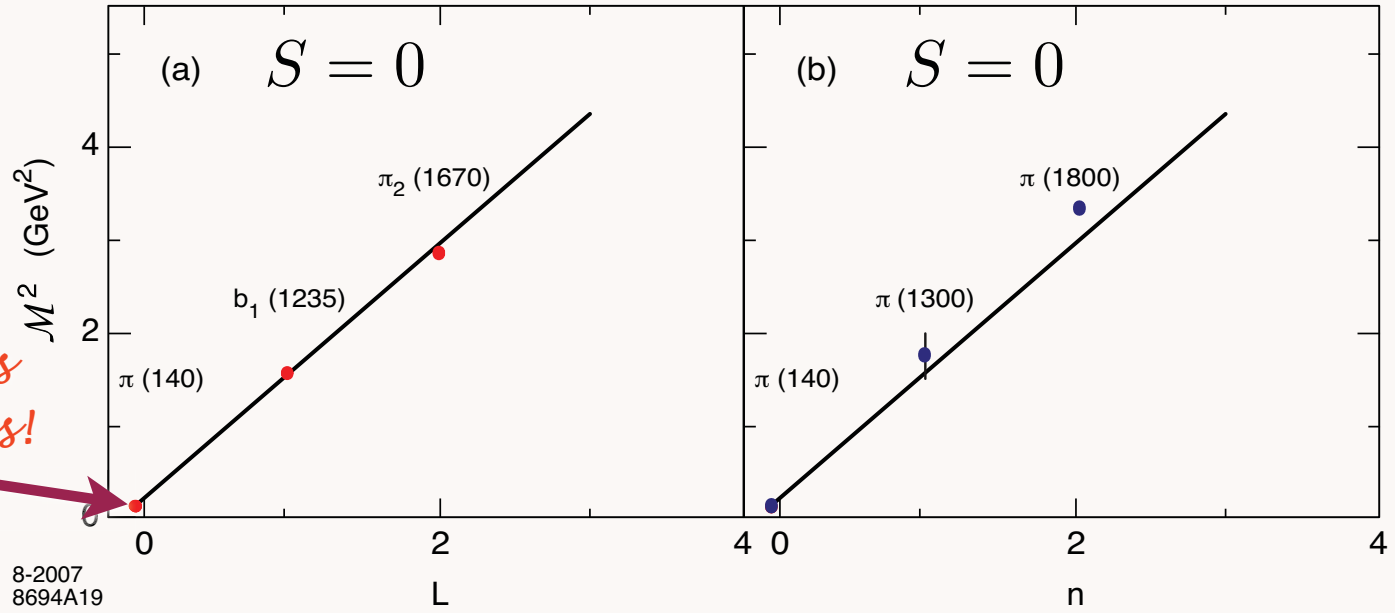 (a) S = 0
(b) S = 0
4
π₂ (1670)
π (1800)
ℳ² (GeV²)
b₁ (1235)
π (1300)
2
π (140)
π (140)
s!
0
0 2 4
0 2 4
L
n
8-2007
8694A19